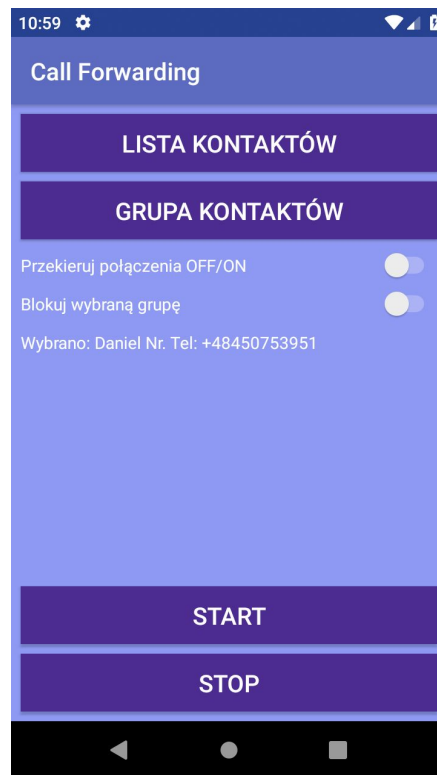 10:59
Call Forwarding
LISTA KONTAKTÓW
GRUPA KONTAKTÓW
Przekieruj połączenia OFF/ON
Blokuj wybraną grupę
Wybrano: Daniel Nr. Tel: +48450753951
START
STOP